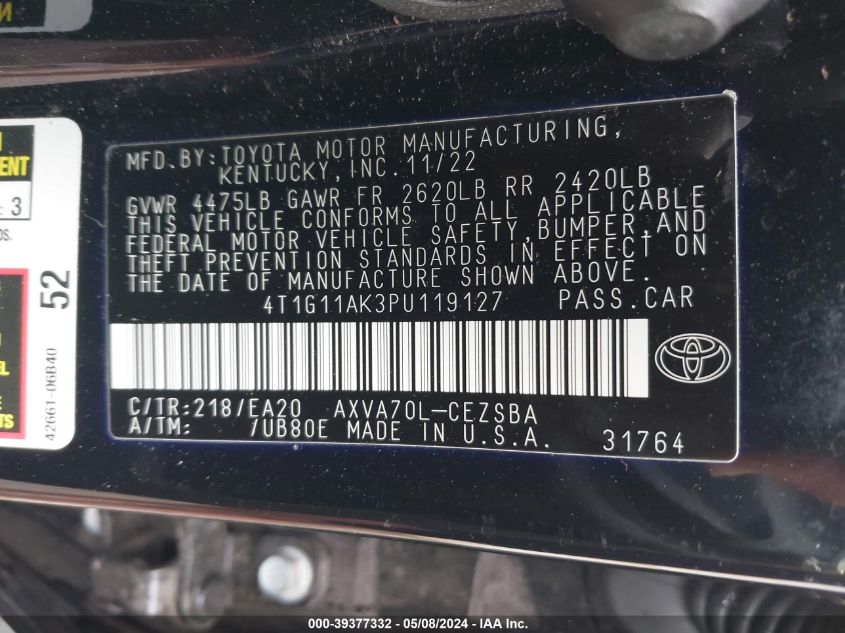 MFD.BY:TOYOTA MOTOR MANUFACTURING,
KENTUCKY, INC.11/22
GVWR 4475LB GAWR FR 2620LB RR 2420LB
THIS VEHICLE CONFORMS TO ALL APPLICABLE
FEDERAL MOTOR VEHICLE SAFETY,BUMPER,AND
THEFT PREVENTION STANDARDS IN EFFECT ON
THE DATE OF MANUFACTURE SHOWN ABOVE.
4T1G11AK3PU119127 PASS.CAR
C/TR:218/EA20 AXVA70L-CEZSBA
A/TM: /UB80E MADE IN U.S.A. 31764
: 3
52
42661-06B40
000-39377332 - 05/08/2024 - IAA Inc.